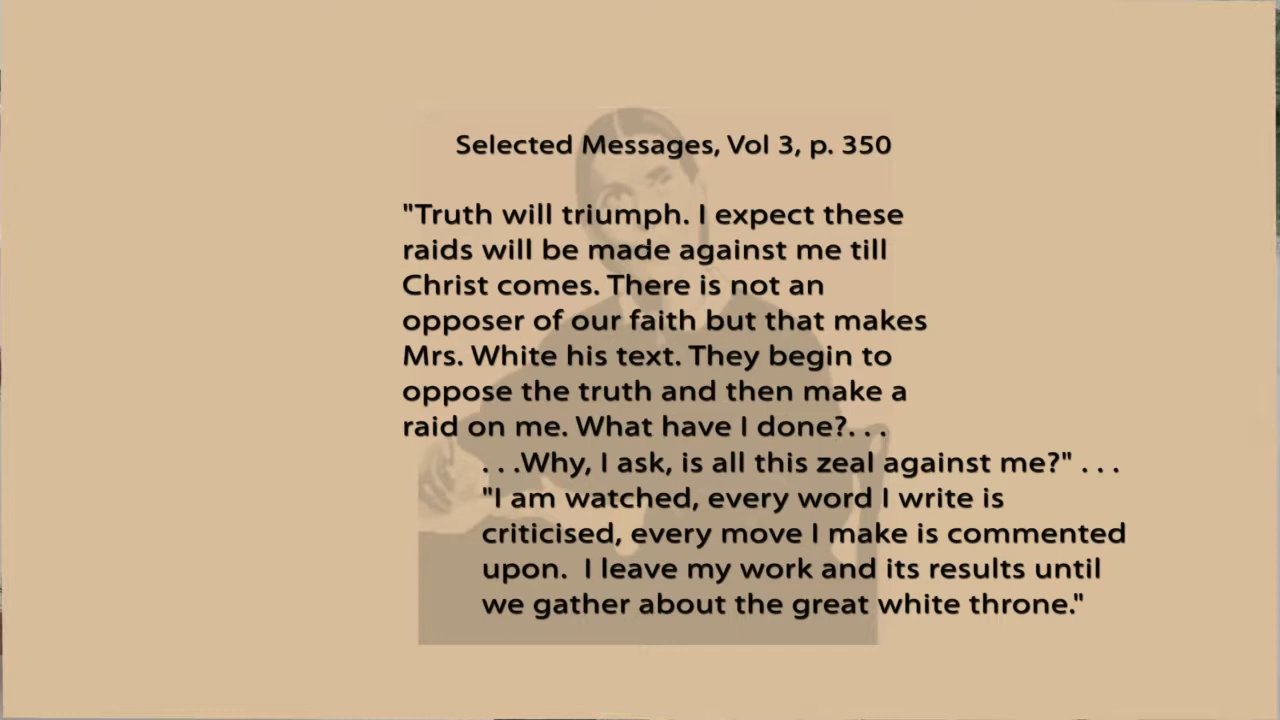 Selected Messages, Vol 3, p. 350
"Truth will triumph. I expect these
raids will be made against me till
Christ comes. There is not an
opposer of our faith but that makes
Mrs. White his text. They begin to
oppose the truth and then make a
raid on me. What have I done?. . .
. . .Why, I ask, is all this zeal against me?" . . .
"I am watched, every word I write is
criticised, every move I make is commented
upon.  I leave my work and its results until
we gather about the great white throne."